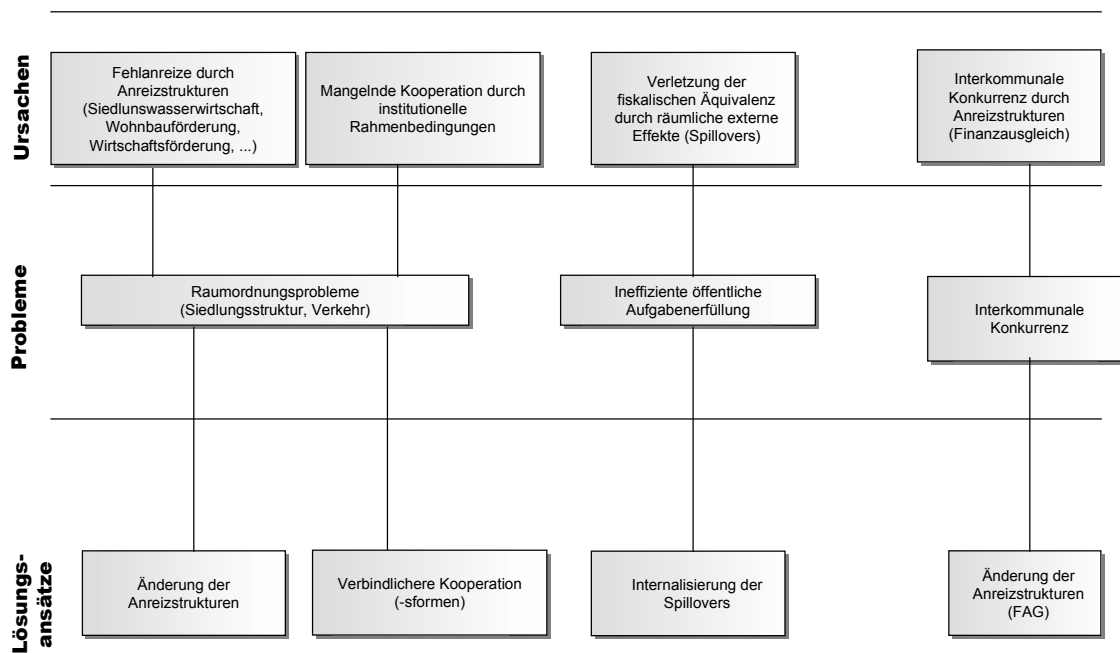 Ursachen
Fehlanreize durch
Anreizstrukturen
(Siedlunswasserwirtschaft,
Wohnbauförderung,
Wirtschaftsförderung, ...)
Mangelnde Kooperation durch
institutionelle
Rahmenbedingungen
Verletzung der
fiskalischen Äquivalenz
durch räumliche externe
Effekte (Spillovers)
Interkommunale
Konkurrenz durch
Anreizstrukturen
(Finanzausgleich)
Probleme
Raumordnungsprobleme
(Siedlungsstruktur, Verkehr)
Ineffiziente öffentliche
Aufgabenerfüllung
Interkommunale
Konkurrenz
Lösungs-
ansätze
Änderung der
Anreizstrukturen
Verbindlichere Kooperation
(-sformen)
Internalisierung der
Spillovers
Änderung der
Anreizstrukturen
(FAG)